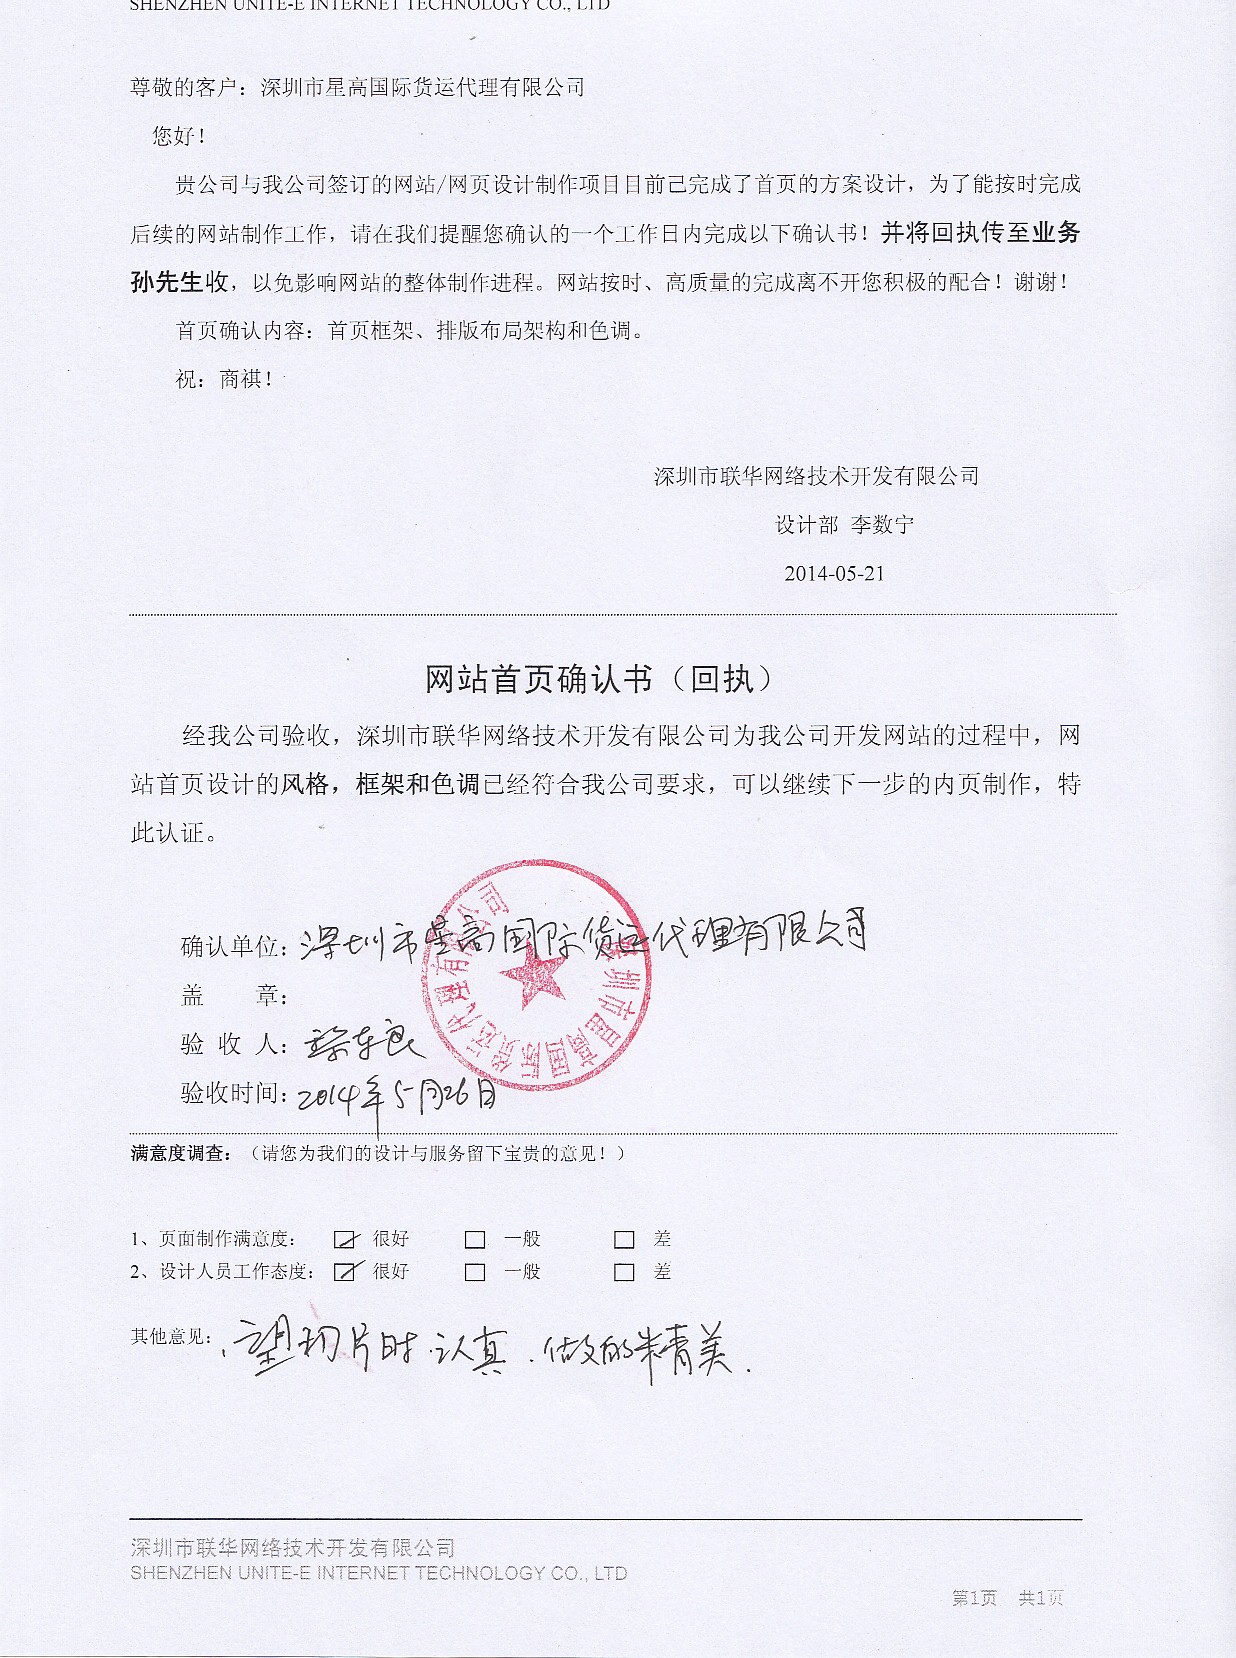 SHENZHEN UNITE-E INTERNET TECHNOLOGY CO., LTD
尊敬的客户：深圳市星高国际货运代理有限公司
您好！
贵公司与我公司签订的网站/网页设计制作项目目前已完成了首页的方案设计，为了能按时完成
后续的网站制作工作，请在我们提醒您确认的一个工作日内完成以下确认书！并将回执传至业务
孙先生收，以免影响网站的整体制作进程。网站按时、高质量的完成离不开您积极的配合！谢谢！
首页确认内容：首页框架、排版布局架构和色调。
祝：商祺！
深圳市联华网络技术开发有限公司
设计部 李数宁
2014-05-21
网站首页确认书（回执）
经我公司验收，深圳市联华网络技术开发有限公司为我公司开发网站的过程中，网
站首页设计的风格，框架和色调已经符合我公司要求，可以继续下一步的内页制作，特
此认证。
确认单位：深圳市星高国际货运代理有限公司
盖 章：
深圳市星高国际货运代理有限公司
验 收 人：
验收时间：2014年5月26日
满意度调查：（请您为我们的设计与服务留下宝贵的意见！）
1、页面制作满意度： ☑ 很好 □ 一般 □ 差
2、设计人员工作态度： ☑ 很好 □ 一般 □ 差
其他意见： 认真 精美
深圳市联华网络技术开发有限公司
SHENZHEN UNITE-E INTERNET TECHNOLOGY CO., LTD
第1页 共1页